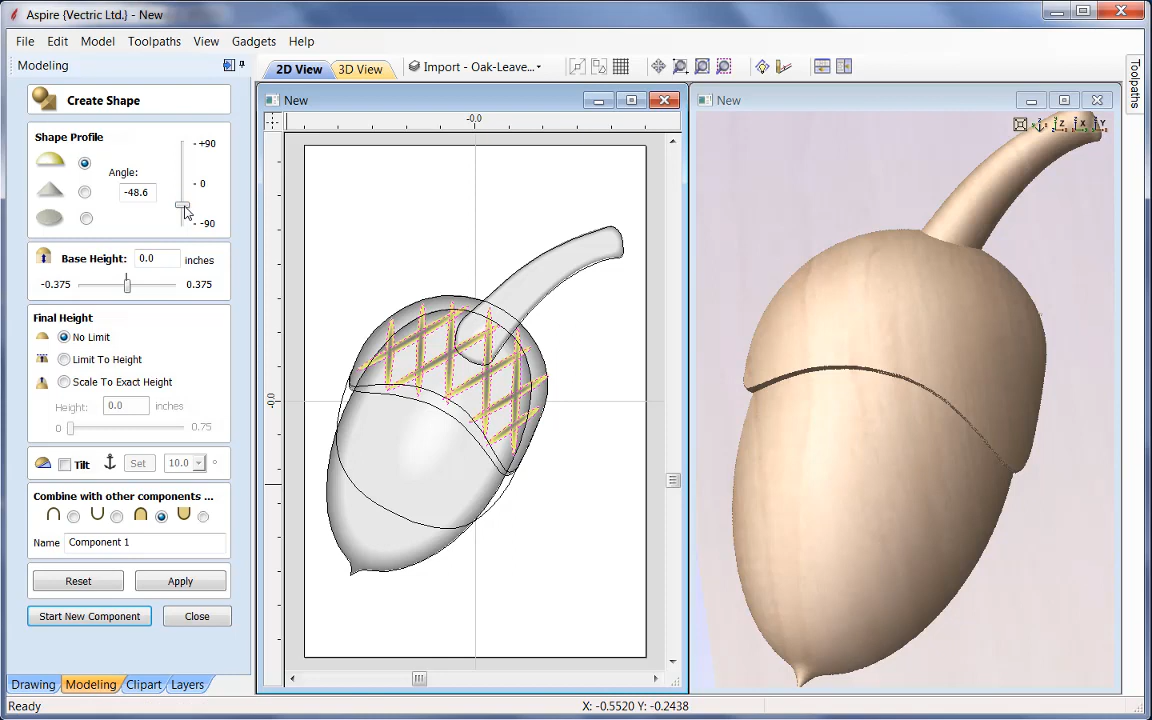 Aspire {Vectric Ltd.} - New
File Edit Model Toolpaths View Gadgets Help
Modeling
2D View 3D View Import - Oak-Leave...
Toolpaths
Create Shape
New
New
-0.0
Z X Y
Shape Profile
+90
Angle:
0
-48.6
-90
Base Height: 0.0 inches
-0.375 0.375
Final Height
No Limit
Limit To Height
Scale To Exact Height
Height: 0.0 inches
0 0.75
-0.0
Tilt Set 10.0 °
Combine with other components ...
Name Component 1
Reset Apply
Start New Component Close
Drawing Modeling Clipart Layers
Ready
X: -0.5520 Y: -0.2438